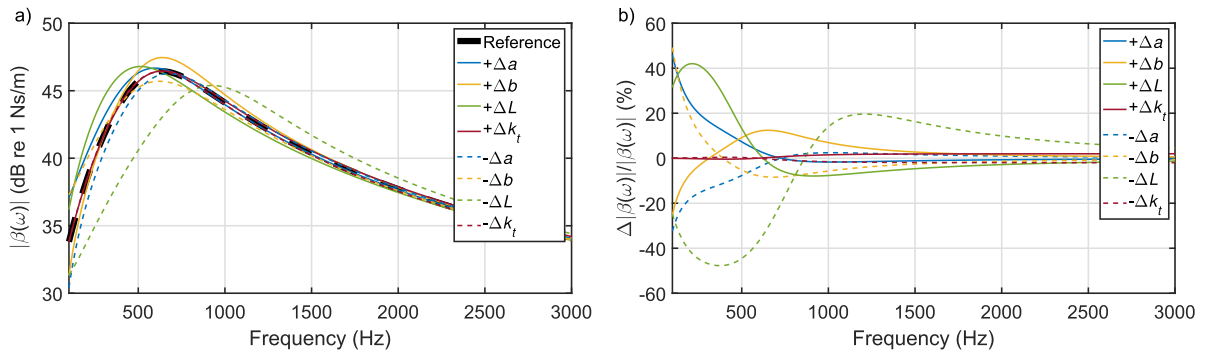 a)
|β(ω)| (dB re 1 Ns/m)
50
45
40
35
30
500
1000
1500
2000
2500
3000
Frequency (Hz)
Reference
+Δa
+Δb
+ΔL
+Δk_t
-Δa
-Δb
-ΔL
-Δk_t
b)
Δ|β(ω)|/|β(ω)| (%)
60
40
20
0
-20
-40
-60
500
1000
1500
2000
2500
3000
Frequency (Hz)
+Δa
+Δb
+ΔL
+Δk_t
-Δa
-Δb
-ΔL
-Δk_t